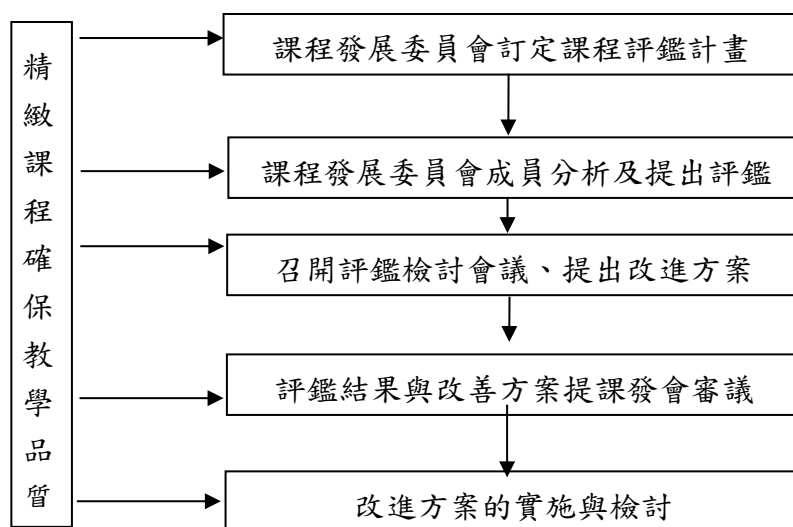 精緻課程確保教學品質
課程發展委員會訂定課程評鑑計畫
課程發展委員會成員分析及提出評鑑
召開評鑑檢討會議、提出改進方案
評鑑結果與改善方案提課發會審議
改進方案的實施與檢討